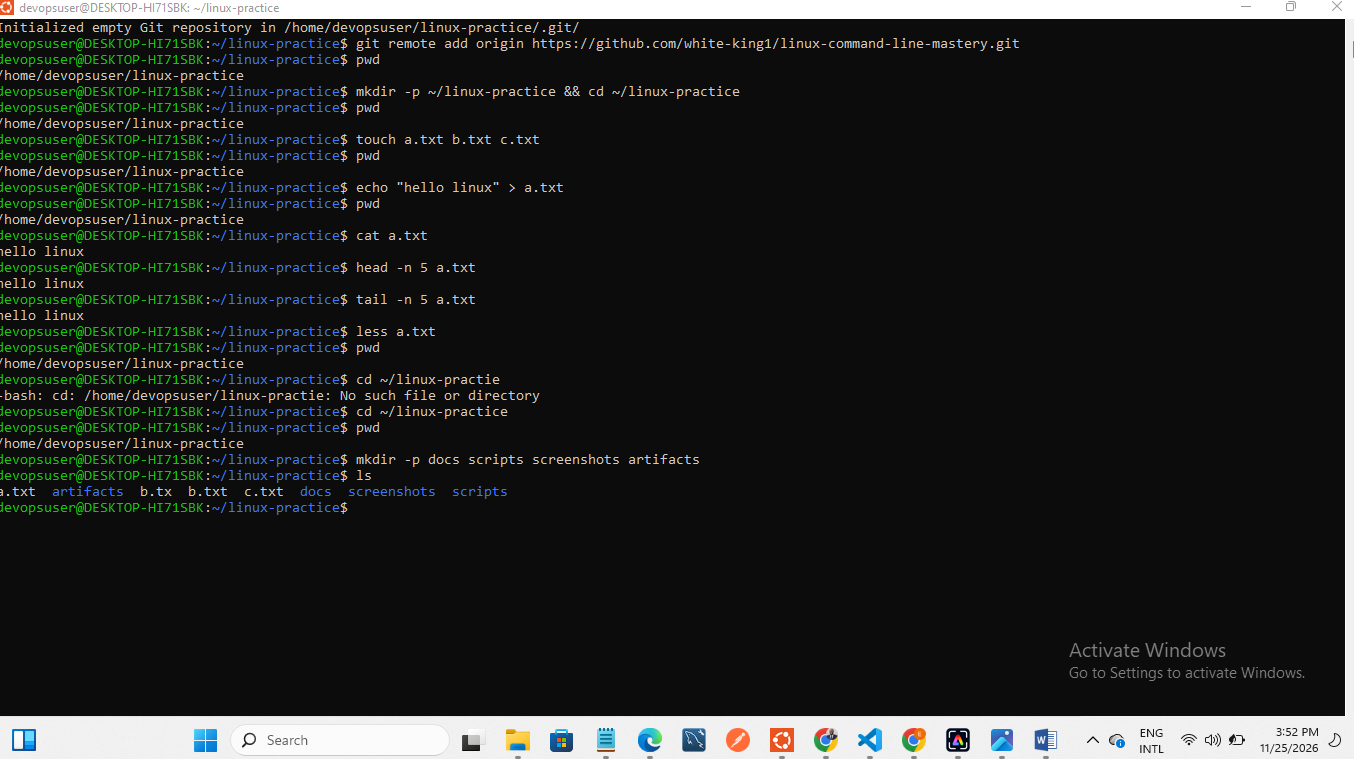 devopsuser@DESKTOP-HI71SBK: ~/linux-practice
Initialized empty Git repository in /home/devopsuser/linux-practice/.git/
devopsuser@DESKTOP-HI71SBK:~/linux-practice$ git remote add origin https://github.com/white-king1/linux-command-line-mastery.git
devopsuser@DESKTOP-HI71SBK:~/linux-practice$ pwd
/home/devopsuser/linux-practice
devopsuser@DESKTOP-HI71SBK:~/linux-practice$ mkdir -p ~/linux-practice && cd ~/linux-practice
devopsuser@DESKTOP-HI71SBK:~/linux-practice$ pwd
/home/devopsuser/linux-practice
devopsuser@DESKTOP-HI71SBK:~/linux-practice$ touch a.txt b.txt c.txt
devopsuser@DESKTOP-HI71SBK:~/linux-practice$ pwd
/home/devopsuser/linux-practice
devopsuser@DESKTOP-HI71SBK:~/linux-practice$ echo "hello linux" > a.txt
devopsuser@DESKTOP-HI71SBK:~/linux-practice$ pwd
/home/devopsuser/linux-practice
devopsuser@DESKTOP-HI71SBK:~/linux-practice$ cat a.txt
hello linux
devopsuser@DESKTOP-HI71SBK:~/linux-practice$ head -n 5 a.txt
hello linux
devopsuser@DESKTOP-HI71SBK:~/linux-practice$ tail -n 5 a.txt
hello linux
devopsuser@DESKTOP-HI71SBK:~/linux-practice$ less a.txt
devopsuser@DESKTOP-HI71SBK:~/linux-practice$ pwd
/home/devopsuser/linux-practice
devopsuser@DESKTOP-HI71SBK:~/linux-practice$ cd ~/linux-practie
-bash: cd: /home/devopsuser/linux-practie: No such file or directory
devopsuser@DESKTOP-HI71SBK:~/linux-practice$ cd ~/linux-practice
devopsuser@DESKTOP-HI71SBK:~/linux-practice$ pwd
/home/devopsuser/linux-practice
devopsuser@DESKTOP-HI71SBK:~/linux-practice$ mkdir -p docs scripts screenshots artifacts
devopsuser@DESKTOP-HI71SBK:~/linux-practice$ ls
a.txt artifacts b.tx b.txt c.txt docs screenshots scripts
devopsuser@DESKTOP-HI71SBK:~/linux-practice$
Activate Windows
Go to Settings to activate Windows.
Search
ENG
INTL
3:52 PM
11/25/2026